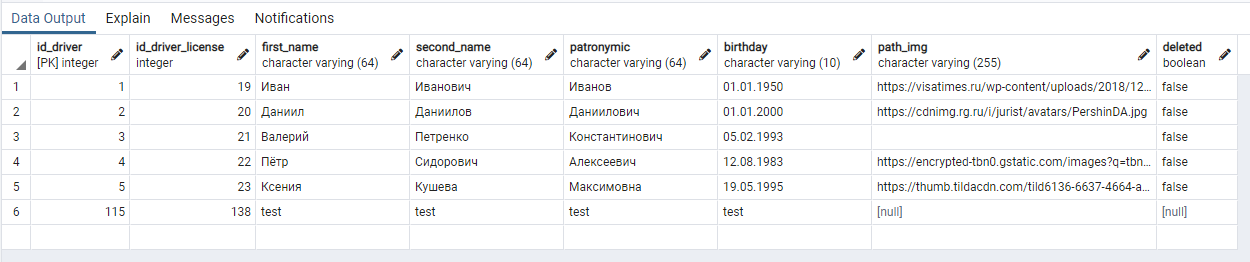 Data Output Explain Messages Notifications
id_driver id_driver_license first_name second_name patronymic birthday path_img deleted
[PK] integer integer character varying (64) character varying (64) character varying (64) character varying (10) character varying (255) boolean
1 1 19 Иван Иванович Иванов 01.01.1950 https://visatimes.ru/wp-content/uploads/2018/12... false
2 2 20 Даниил Даниилов Даниилович 01.01.2000 https://cdnimg.rg.ru/i/jurist/avatars/PershinDA.jpg false
3 3 21 Валерий Петренко Константинович 05.02.1993 false
4 4 22 Пётр Сидорович Алексеевич 12.08.1983 https://encrypted-tbn0.gstatic.com/images?q=tbn... false
5 5 23 Ксения Кушева Максимовна 19.05.1995 https://thumb.tildacdn.com/tild6136-6637-4664-a... false
6 115 138 test test test test [null] [null]